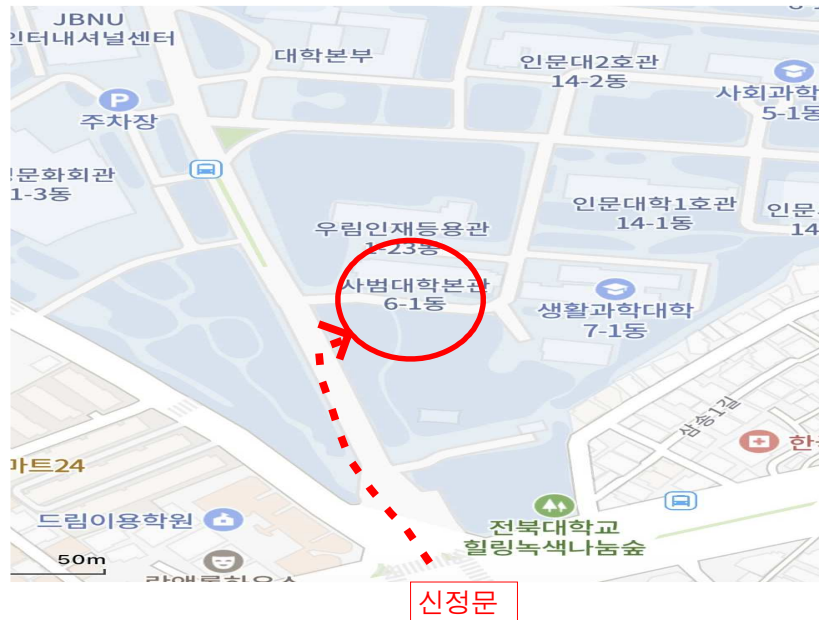 JBNU
인터내셔널센터
대학본부
인문대2호관
14-2동
사회과학
5-1동
P
주차장
문화회관
1-3동
우림인재등용관
1-23동
인문대학1호관
14-1동
인문
14
사범대학본관
6-1동
생활과학대학
7-1동
삼송1길
마트24
드림이용학원
전북대학교
힐링녹색나눔숲
50m
신정문